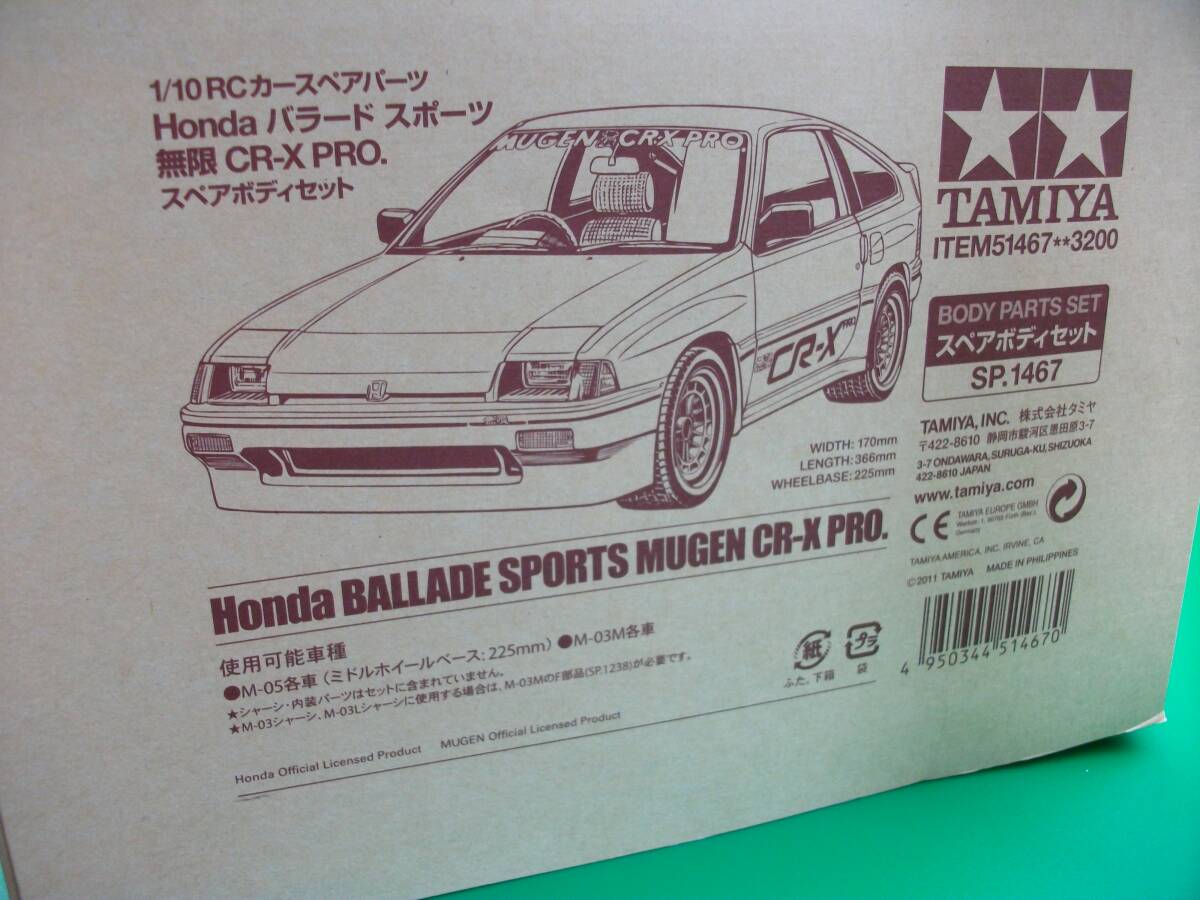 1/10 RCカースペアパーツ
Honda バラード スポーツ
無限 CR-X PRO.
スペアボディセット
MUGEN CRX PRO.
CR-X PRO
TAMIYA
ITEM51467**3200
BODY PARTS SET
スペアボディセット
SP.1467
TAMIYA, INC. 株式会社タミヤ
〒422-8610 静岡市駿河区恩田原3-7
3-7 ONDAWARA, SURUGA-KU, SHIZUOKA
422-8610 JAPAN
www.tamiya.com
CE
TAMIYA EUROPE GMBH
Germany
TAMIYA AMERICA, INC. IRVINE, CA
©2011 TAMIYA MADE IN PHILIPPINES
4 950344 514670
WIDTH: 170mm
LENGTH: 366mm
WHEELBASE: 225mm
Honda BALLADE SPORTS MUGEN CR-X PRO.
使用可能車種
●M-05各車 (ミドルホイールベース: 225mm) ●M-03M各車
★シャーシ・内装パーツはセットに含まれていません。
★M-03シャーシ、M-03Lシャーシに使用する場合は、M-03MのF部品(SP.1238)が必要です。
紙
ふた、下箱
プラ
袋
Honda Official Licensed Product MUGEN Official Licensed Product